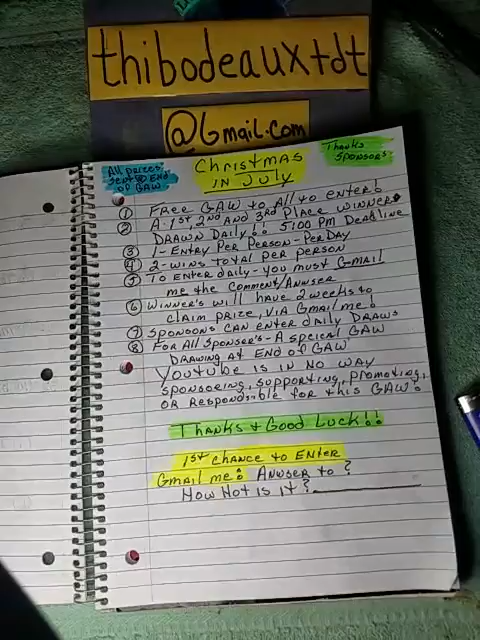 thibodeauxtdt
@Gmail.com
All prizes
sent @ End
of GAW
Christmas
in July
Thanks
Sponsors!
① Free GAW to All to enter!
② A 1st, 2nd And 3rd Place winner
Drawn Daily!! 5:00 PM Deadline
③ 1-Entry Per Person-Per Day
④ 2-wins total per person
⑤ To Enter daily-you must Gmail
me the Comment/Anwser
⑥ Winner's will have 2 weeks to
claim prize, via Gmail me!
⑦ Sponsors can enter daily Draws
⑧ For All Sponser's-A special GAW
Drawing at End of GAW
Youtube is in no way
sponsoring, supporting, promoting,
or Responsible for this GAW!
Thanks + Good Luck!!
1st chance to Enter
Gmail me: Anwser to?
How Hot is it?